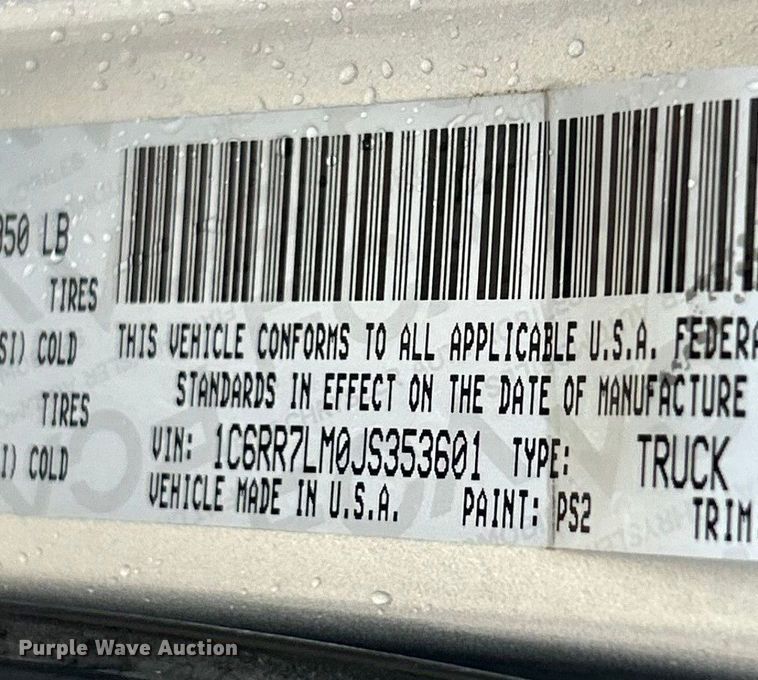 950 LB
TIRES
SI) COLD
TIRES
I) COLD
THIS VEHICLE CONFORMS TO ALL APPLICABLE U.S.A. FEDERA
STANDARDS IN EFFECT ON THE DATE OF MANUFACTURE
VIN: 1C6RR7LM0JS353601 TYPE: TRUCK
VEHICLE MADE IN U.S.A. PAINT: PS2 TRIM:
Purple Wave Auction